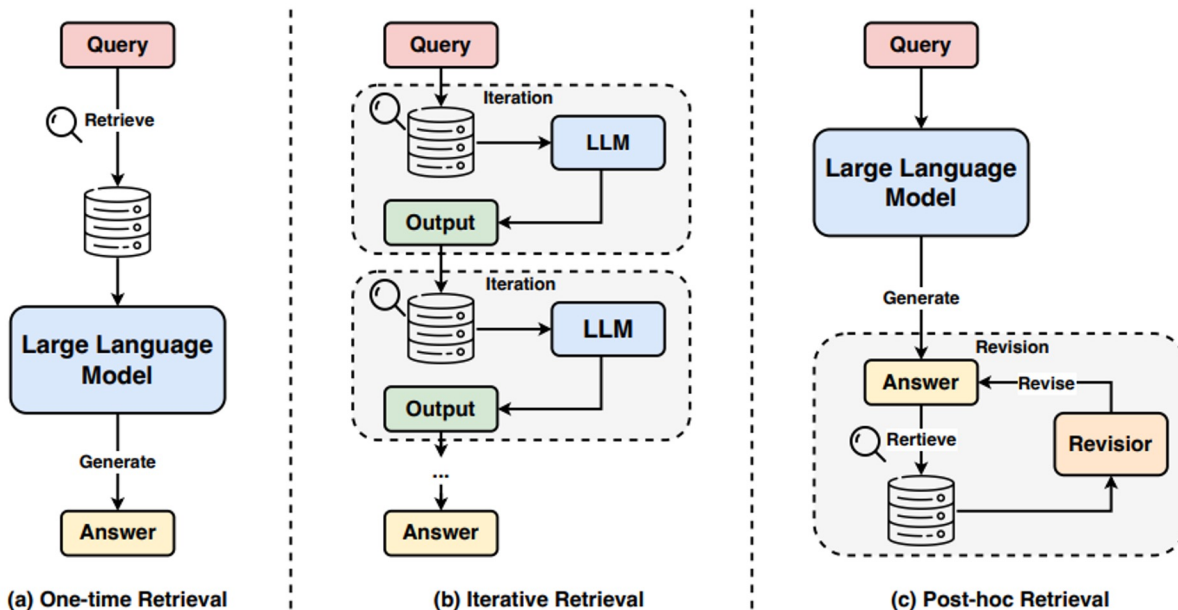 Query
Retrieve
Large Language
Model
Generate
Answer
(a) One-time Retrieval
Query
Iteration
LLM
Output
Iteration
LLM
Output
...
Answer
(b) Iterative Retrieval
Query
Large Language
Model
Generate
Revision
Answer
Revise
Rertieve
Revisior
(c) Post-hoc Retrieval